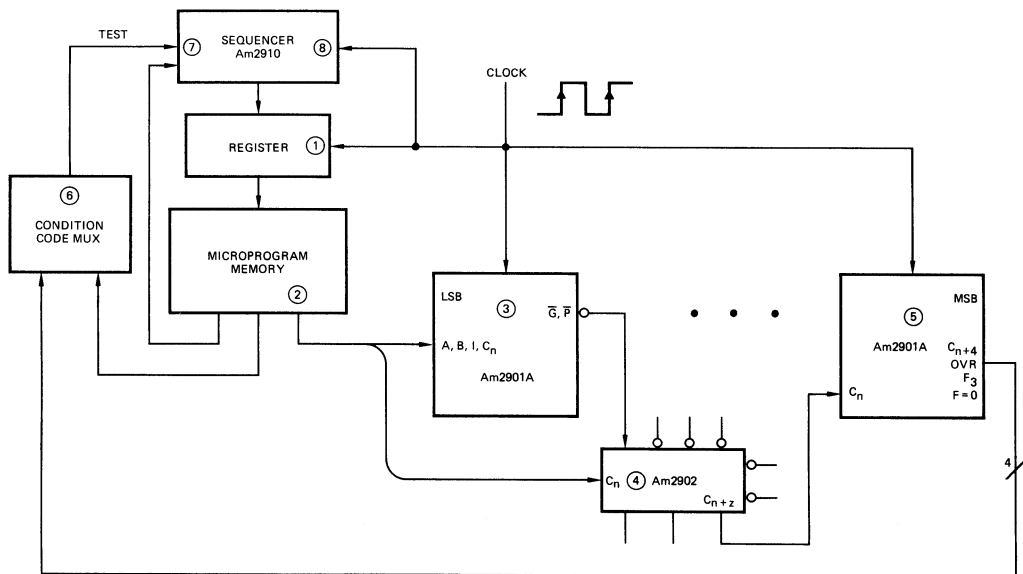 TEST
⑦
SEQUENCER
Am2910
⑧
CLOCK
REGISTER
①
⑥
CONDITION
CODE MUX
MICROPROGRAM
MEMORY
②
LSB
③
G̅, P̅
A, B, I, Cₙ
Am2901A
MSB
⑤
Am2901A
Cₙ₊₄
OVR
F₃
F = 0
Cₙ
Cₙ
④
Am2902
Cₙ₊z
4